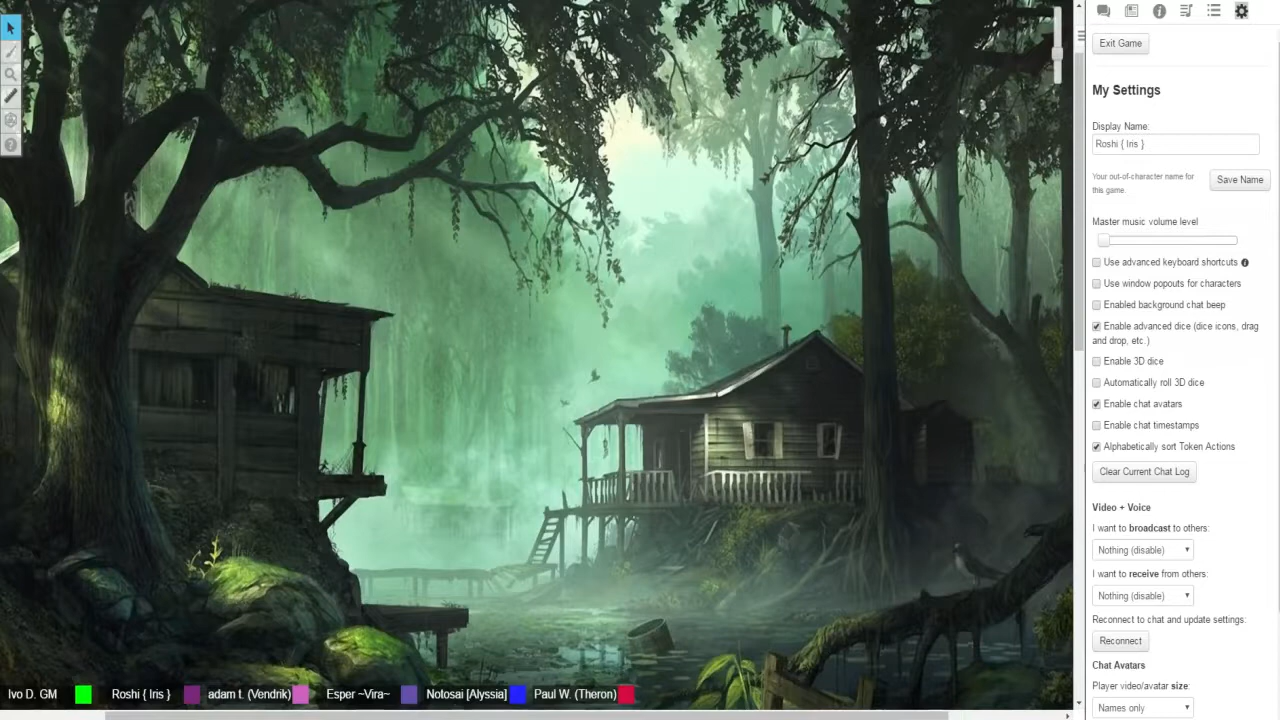 Exit Game
My Settings
Display Name:
Roshi { Iris }
Your out-of-character name for
this game.
Save Name
Master music volume level
Use advanced keyboard shortcuts
Use window popouts for characters
Enabled background chat beep
Enable advanced dice (dice icons, drag
and drop, etc.)
Enable 3D dice
Automatically roll 3D dice
Enable chat avatars
Enable chat timestamps
Alphabetically sort Token Actions
Clear Current Chat Log
Video + Voice
I want to broadcast to others:
Nothing (disable)
I want to receive from others:
Nothing (disable)
Reconnect to chat and update settings:
Reconnect
Chat Avatars
Player video/avatar size:
Names only
Ivo D. GM
Roshi { Iris }
adam t. (Vendrik)
Esper ~Vira~
Notosai [Alyssia]
Paul W. (Theron)